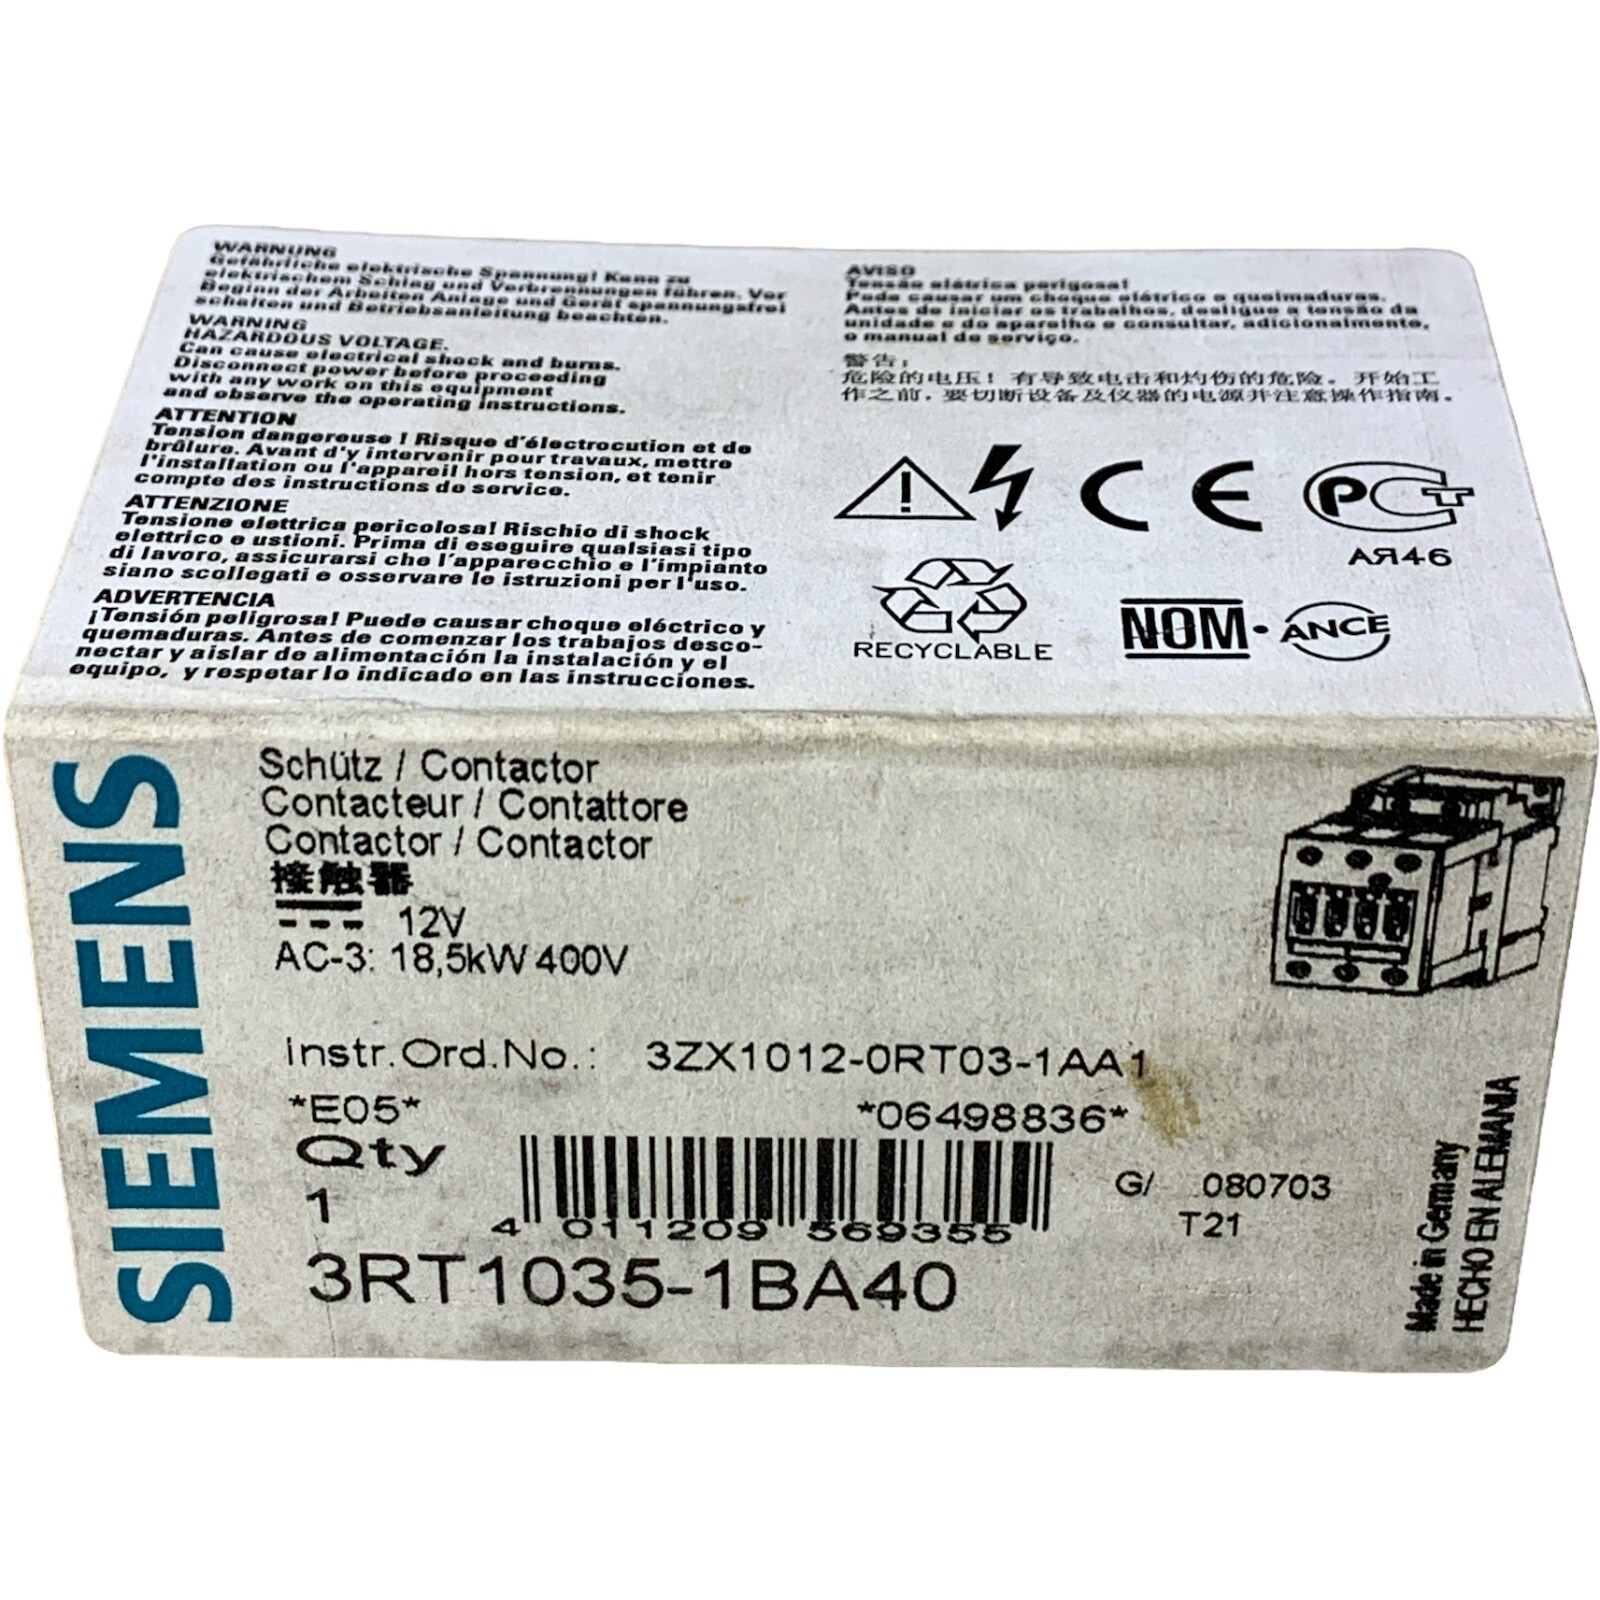 WARNUNG
Gefährliche elektrische Spannung! Kann zu
elektrischem Schlag und Verbrennungen führen. Vor
Beginn der Arbeiten Anlage und Gerät spannungsfrei
schalten und Betriebsanleitung beachten.
WARNING
HAZARDOUS VOLTAGE.
Can cause electrical shock and burns.
Disconnect power before proceeding
with any work on this equipment
and observe the operating instructions.
ATTENTION
Tension dangereuse ! Risque d'électrocution et de
brûlure. Avant d'y intervenir pour travaux, mettre
l'installation ou l'appareil hors tension, et tenir
compte des instructions de service.
ATTENZIONE
Tensione elettrica pericolosa! Rischio di shock
elettrico e ustioni. Prima di eseguire qualsiasi tipo
di lavoro, assicurarsi che l'apparecchio e l'impianto
siano scollegati e osservare le istruzioni per l'uso.
ADVERTENCIA
¡Tensión peligrosa! Puede causar choque eléctrico y
quemaduras. Antes de comenzar los trabajos desco-
nectar y aislar de alimentación la instalación y el
equipo, y respetar lo indicado en las instrucciones.
AVISO
Tensão elétrica perigosa!
Pode causar um choque elétrico e queimaduras.
Antes de iniciar os trabalhos, desligue a tensão da
unidade e do aparelho e consultar, adicionalmente,
o manual de serviço.
警告:
危险的电压! 有导致电击和灼伤的危险。开始工
作之前,要切断设备及仪器的电源并注意操作指南。
CE
PCT
АЯ46
RECYCLABLE
NOM·ANCE
SIEMENS
Schütz / Contactor
Contacteur / Contattore
Contactor / Contactor
接触器
12V
AC-3: 18,5kW 400V
Instr.Ord.No.: 3ZX1012-0RT03-1AA1
*E05* *06498836*
Qty
1
4 011209 569355
G/ 080703
T21
3RT1035-1BA40
Made in Germany
HECHO EN ALEMANIA